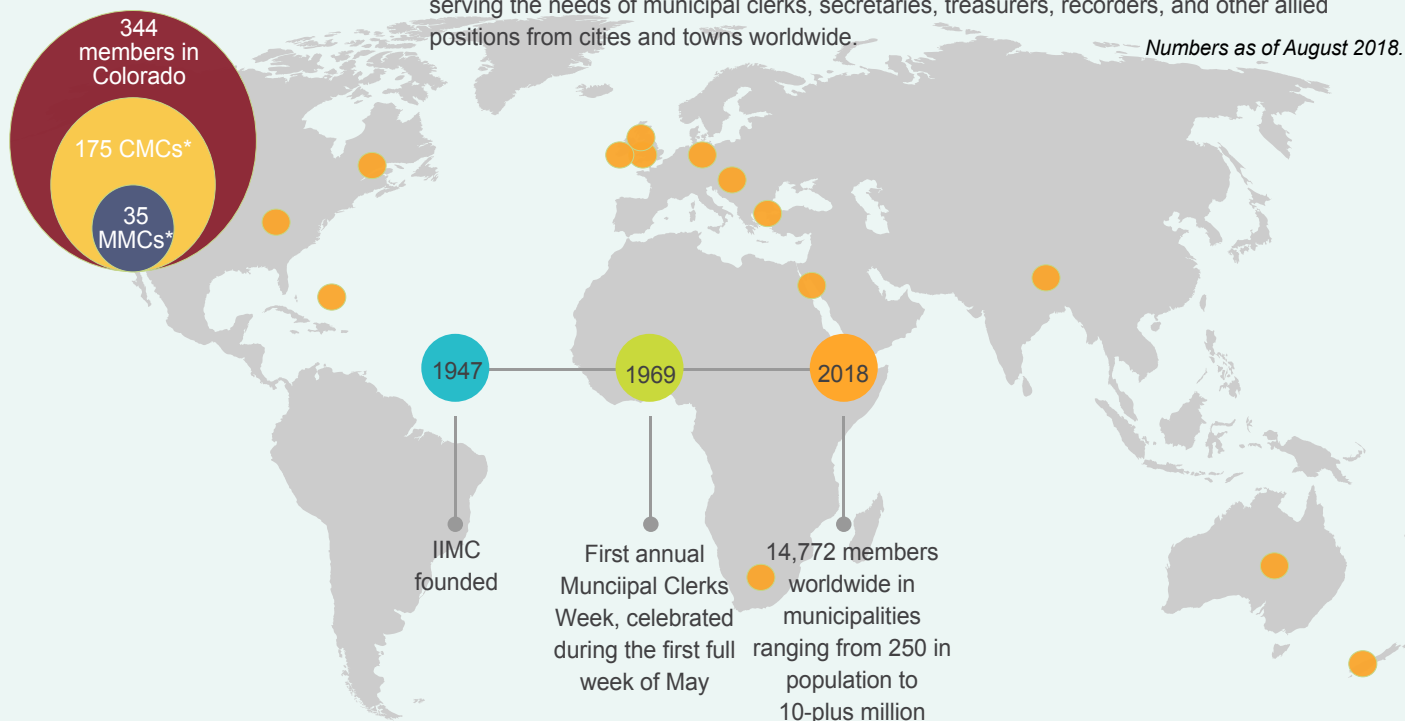 serving the needs of municipal clerks, secretaries, treasurers, recorders, and other allied
positions from cities and towns worldwide.
Numbers as of August 2018.
344
members in
Colorado
175 CMCs*
35
MMCs*
1947
1969
2018
IIMC
founded
First annual
Munciipal Clerks
Week, celebrated
during the first full
week of May
14,772 members
worldwide in
municipalities
ranging from 250 in
population to
10-plus million